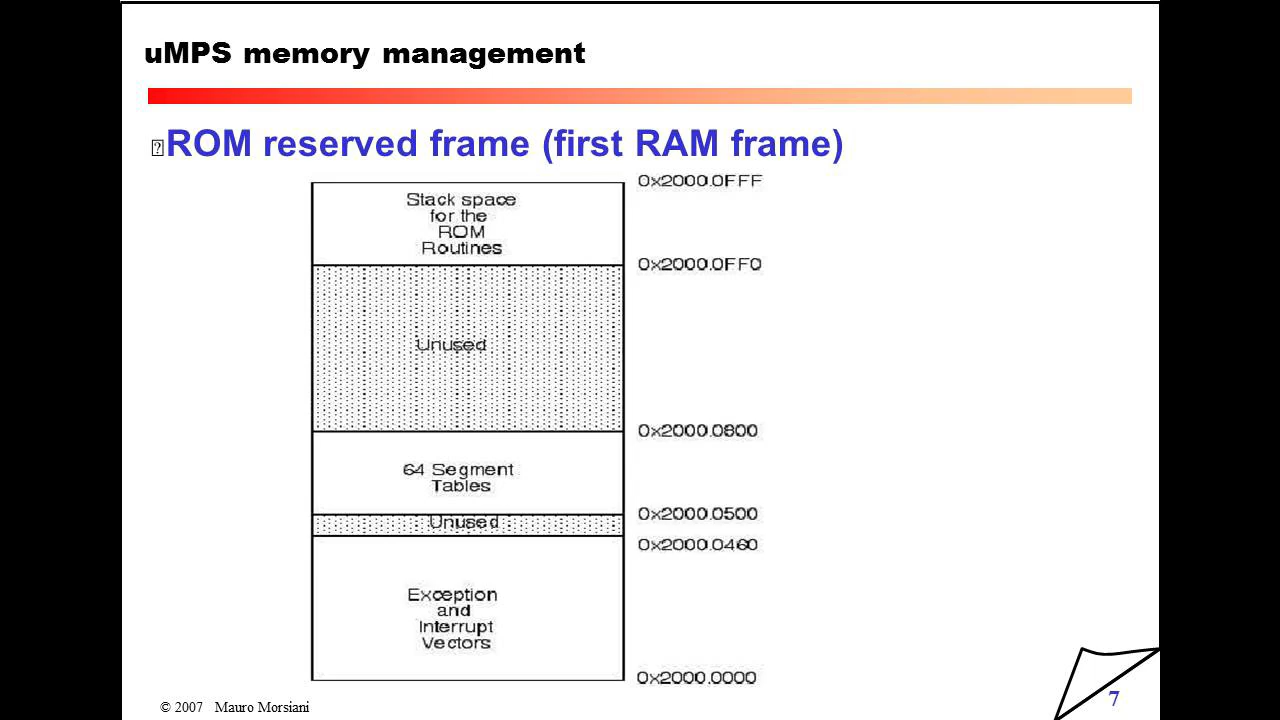 uMPS memory management
ROM reserved frame (first RAM frame)
0x2000.0FFF
Stack space
for the
ROM
Routines
0x2000.0FF0
Unused
0x2000.0800
64 Segment
Tables
0x2000.0500
Unused
0x2000.0460
Exception
and
Interrupt
Vectors
0x2000.0000
© 2007 Mauro Morsiani
7